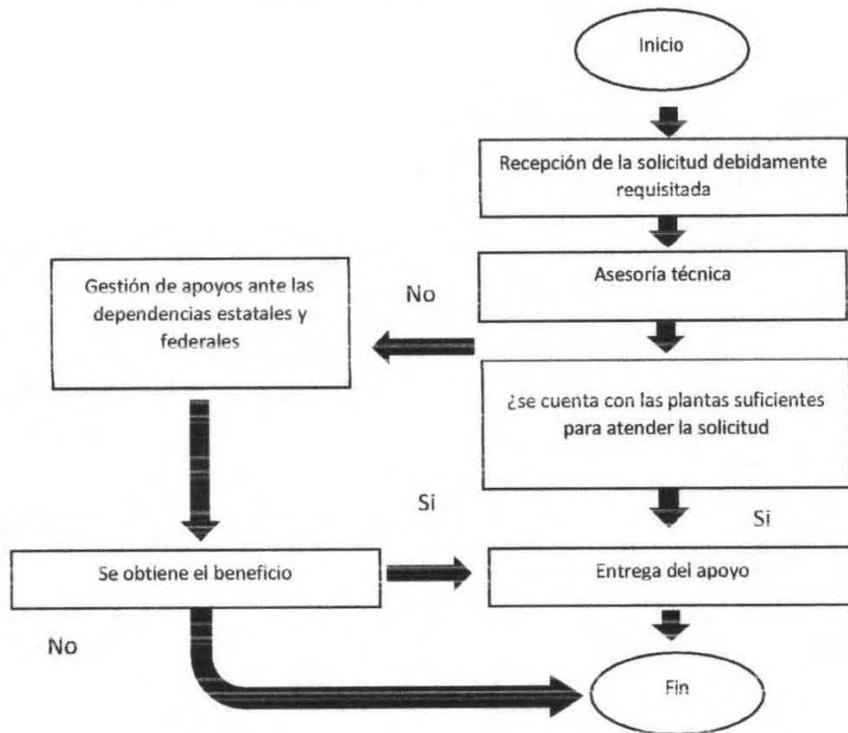 Inicio
Recepción de la solicitud debidamente
requisitada
Asesoría técnica
Gestión de apoyos ante las
dependencias estatales y
federales
No
¿se cuenta con las plantas suficientes
para atender la solicitud
Si
Si
Se obtiene el beneficio
Entrega del apoyo
No
Fin